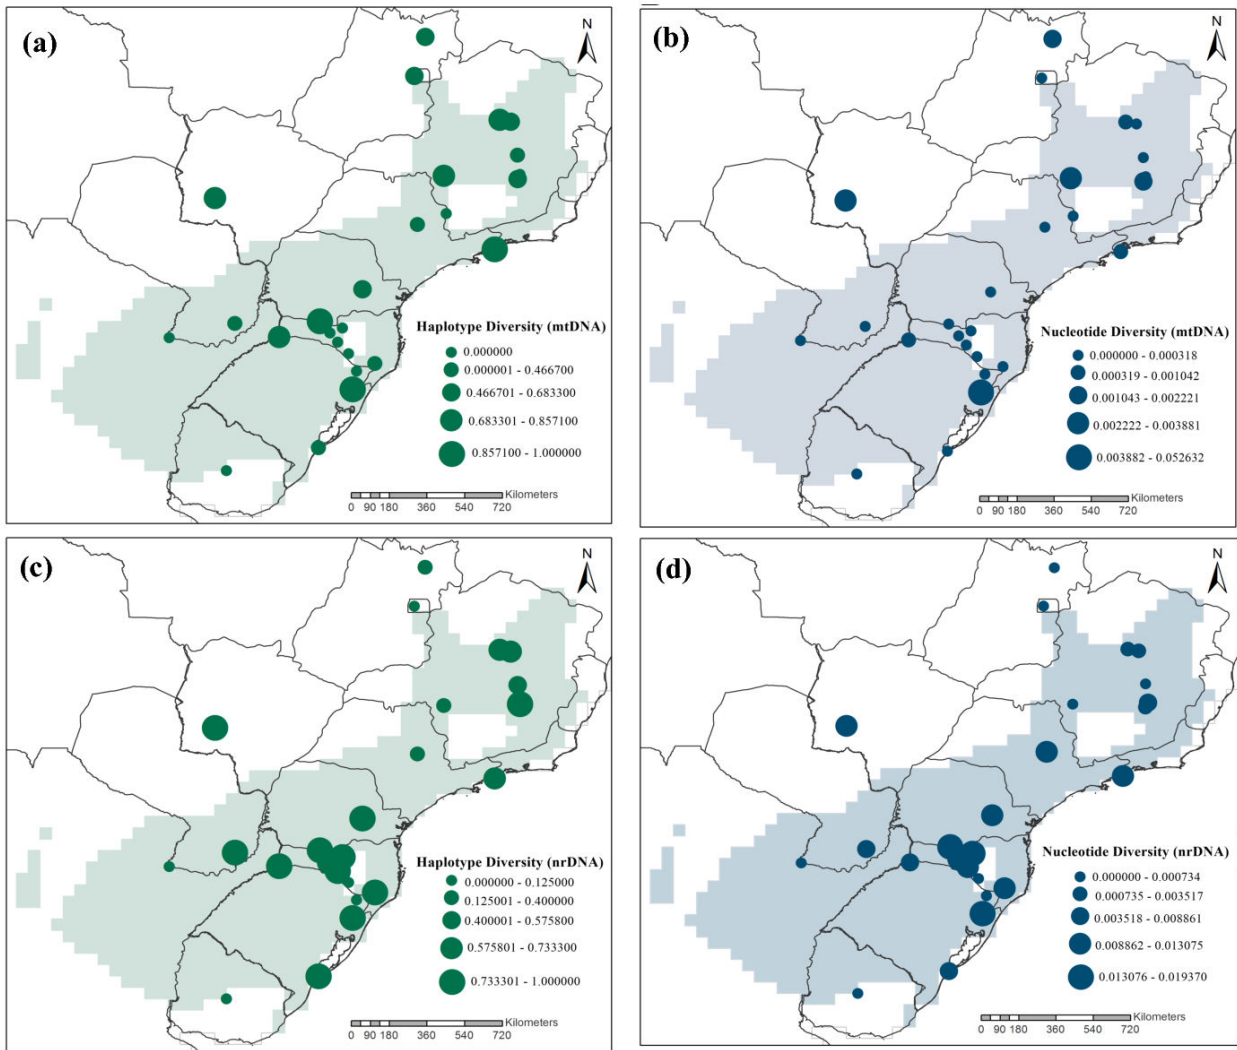 (a)
N
Haplotype Diversity (mtDNA)
0.000000
0.000001 - 0.466700
0.466701 - 0.683300
0.683301 - 0.857100
0.857100 - 1.000000
Kilometers
0 90 180 360 540 720
(b)
N
Nucleotide Diversity (mtDNA)
0.000000 - 0.000318
0.000319 - 0.001042
0.001043 - 0.002221
0.002222 - 0.003881
0.003882 - 0.052632
Kilometers
0 90 180 360 540 720
(c)
N
Haplotype Diversity (nrDNA)
0.000000 - 0.125000
0.125001 - 0.400000
0.400001 - 0.575800
0.575801 - 0.733300
0.733301 - 1.000000
Kilometers
0 90 180 360 540 720
(d)
N
Nucleotide Diversity (nrDNA)
0.000000 - 0.000734
0.000735 - 0.003517
0.003518 - 0.008861
0.008862 - 0.013075
0.013076 - 0.019370
Kilometers
0 90 180 360 540 720